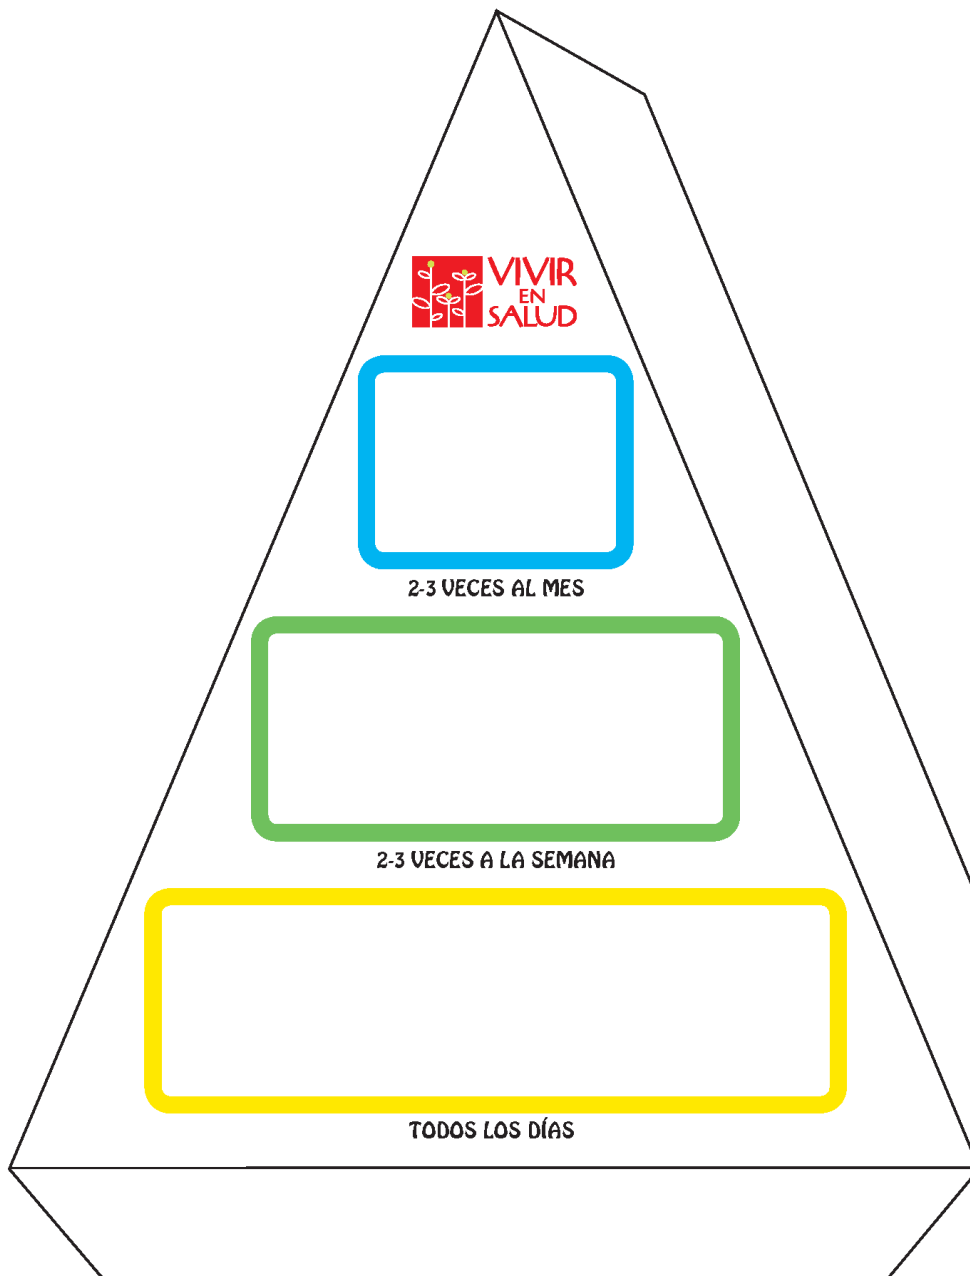 VIVIR
EN
SALUD
2-3 VECES AL MES
2-3 VECES A LA SEMANA
TODOS LOS DÍAS